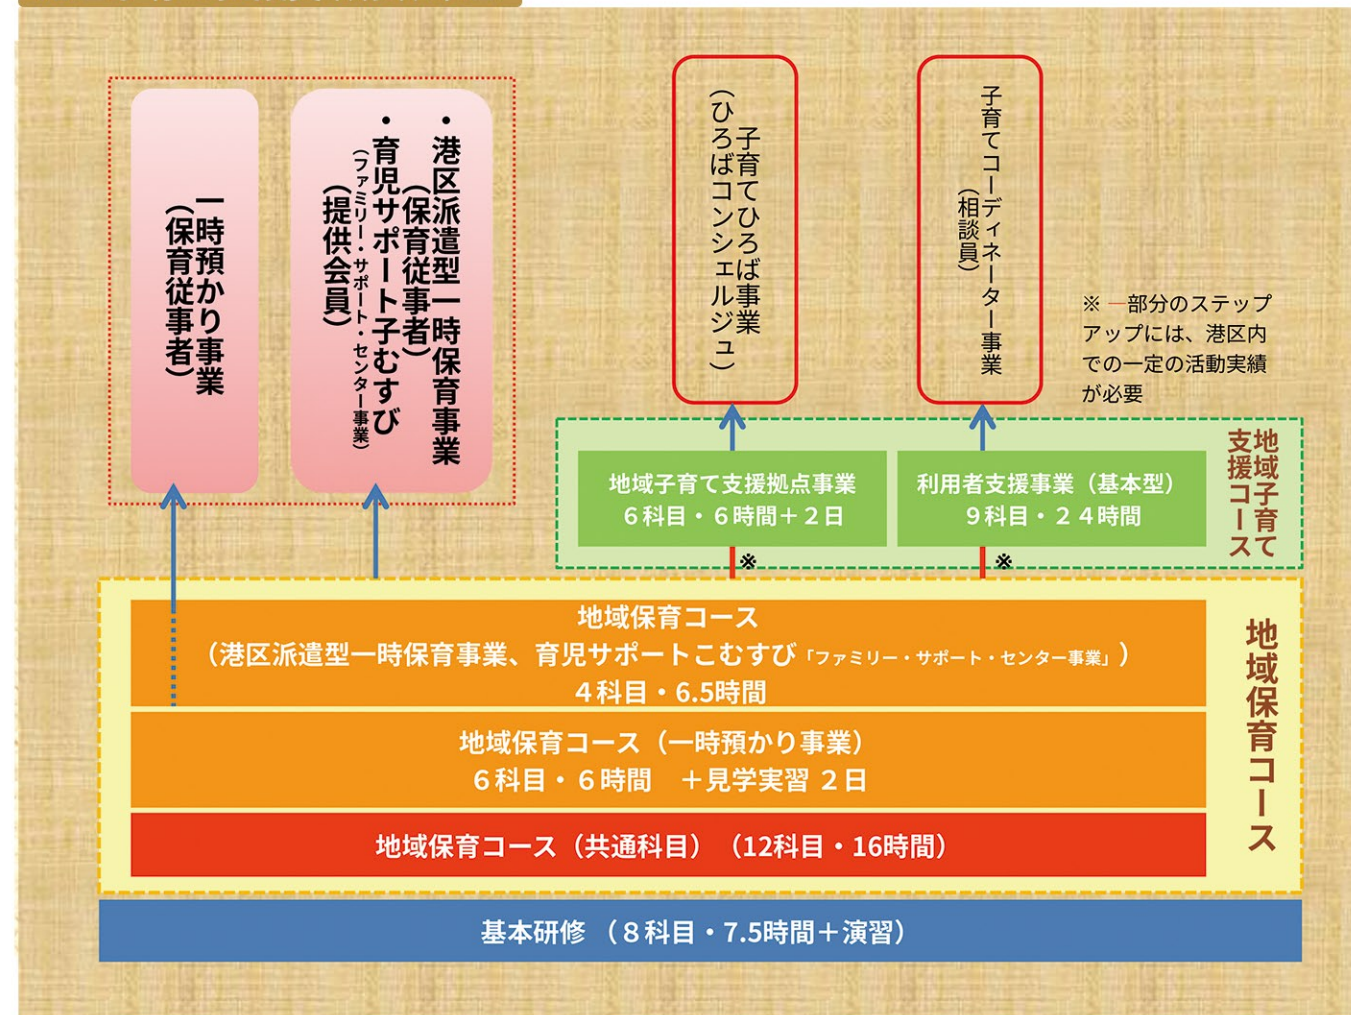 一時預かり事業
（保育従事者）
・港区派遣型一時保育事業
（保育従事者）
・育児サポート子むすび
（ファミリー・サポート・センター事業）
（提供会員）
子育てひろば事業
（ひろばコンシェルジュ）
子育てコーディネーター事業
（相談員）
※ 一部分のステップ
アップには、港区内
での一定の活動実績
が必要
地域子育て
支援コース
地域子育て支援拠点事業
６科目・６時間＋２日
利用者支援事業（基本型）
９科目・２４時間
※
※
地域保育コース
（港区派遣型一時保育事業、育児サポートこむすび「ファミリー・サポート・センター事業」）
４科目・6.5時間
地域保育コース（一時預かり事業）
６科目・６時間　＋見学実習 ２日
地域保育コース（共通科目）（12科目・16時間）
地域保育コース
基本研修 （８科目・7.5時間＋演習）